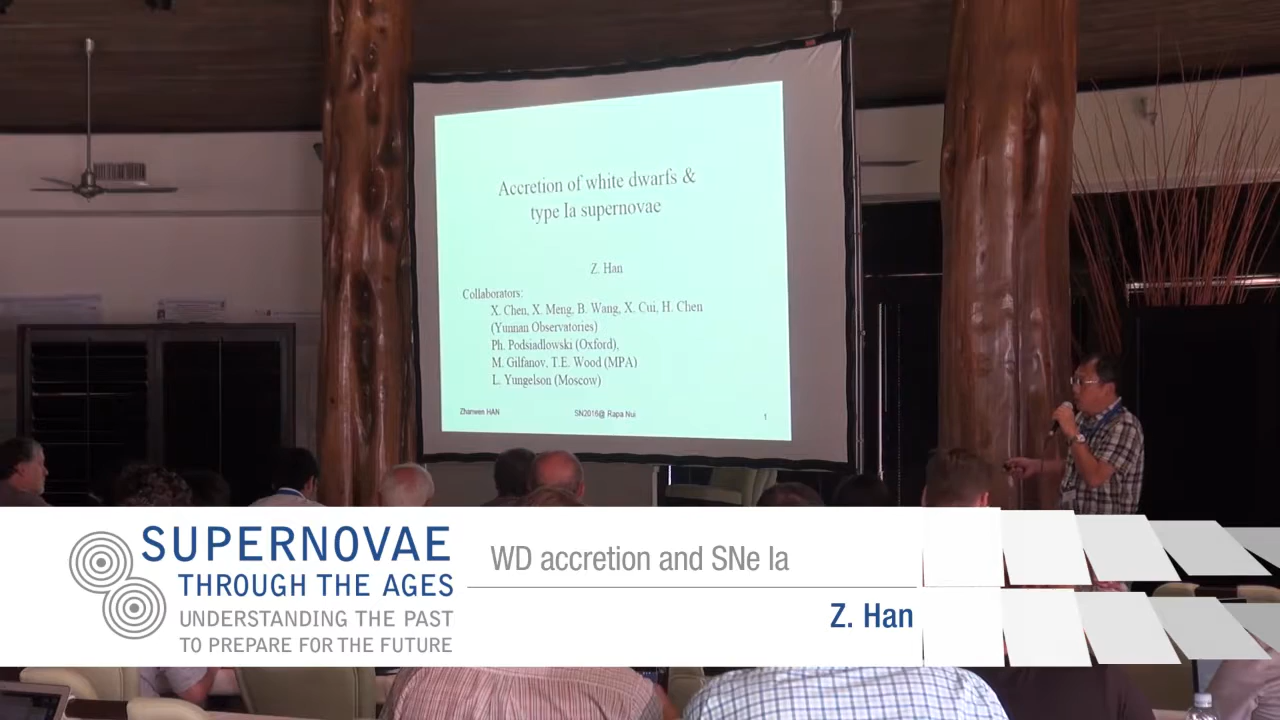 Accretion of white dwarfs &
type Ia supernovae
Z. Han
Collaborators:
X. Chen, X. Meng, B. Wang, X. Cui, H. Chen
(Yunnan Observatories)
Ph. Podsiadlowski (Oxford),
M. Gilfanov, T.E. Wood (MPA)
L. Yungelson (Moscow)
Zhanwen HAN
SN2016@ Rapa Nui
1
SUPERNOVAE
THROUGH THE AGES
UNDERSTANDING THE PAST
TO PREPARE FOR THE FUTURE
WD accretion and SNe Ia
Z. Han